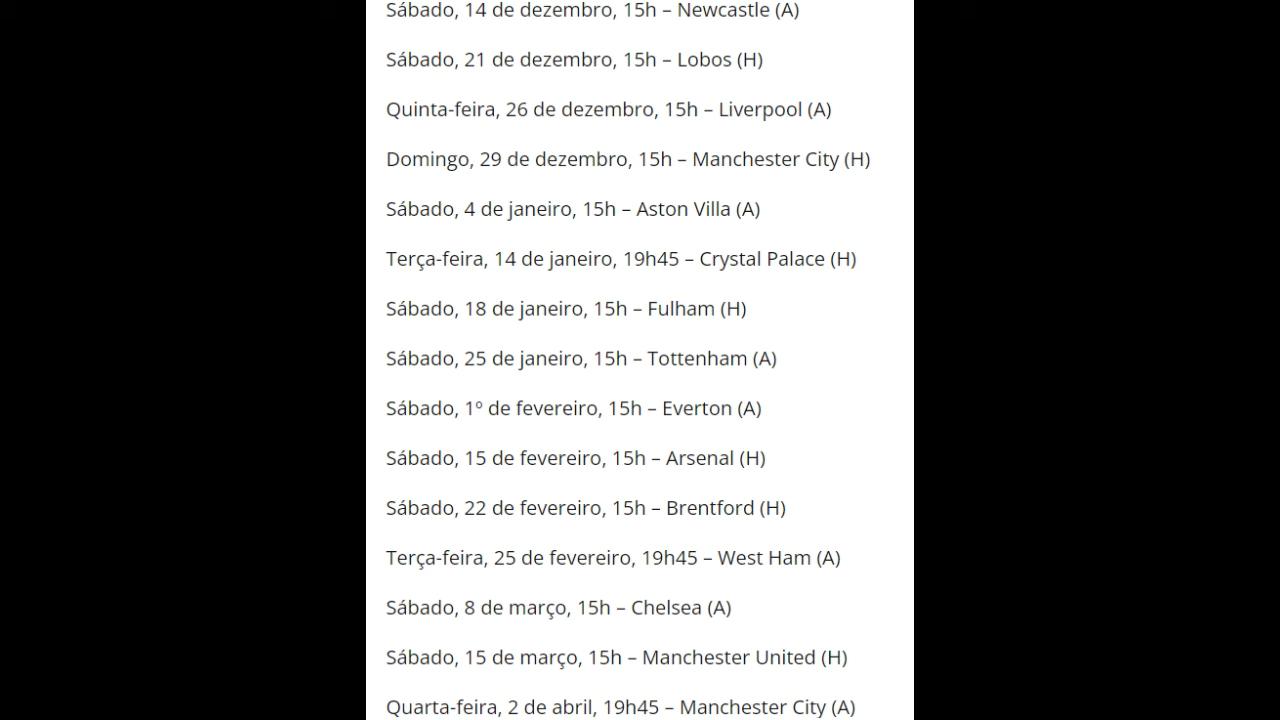 Sábado, 14 de dezembro, 15h – Newcastle (A)
Sábado, 21 de dezembro, 15h – Lobos (H)
Quinta-feira, 26 de dezembro, 15h – Liverpool (A)
Domingo, 29 de dezembro, 15h – Manchester City (H)
Sábado, 4 de janeiro, 15h – Aston Villa (A)
Terça-feira, 14 de janeiro, 19h45 – Crystal Palace (H)
Sábado, 18 de janeiro, 15h – Fulham (H)
Sábado, 25 de janeiro, 15h – Tottenham (A)
Sábado, 1º de fevereiro, 15h – Everton (A)
Sábado, 15 de fevereiro, 15h – Arsenal (H)
Sábado, 22 de fevereiro, 15h – Brentford (H)
Terça-feira, 25 de fevereiro, 19h45 – West Ham (A)
Sábado, 8 de março, 15h – Chelsea (A)
Sábado, 15 de março, 15h – Manchester United (H)
Quarta-feira, 2 de abril, 19h45 – Manchester City (A)